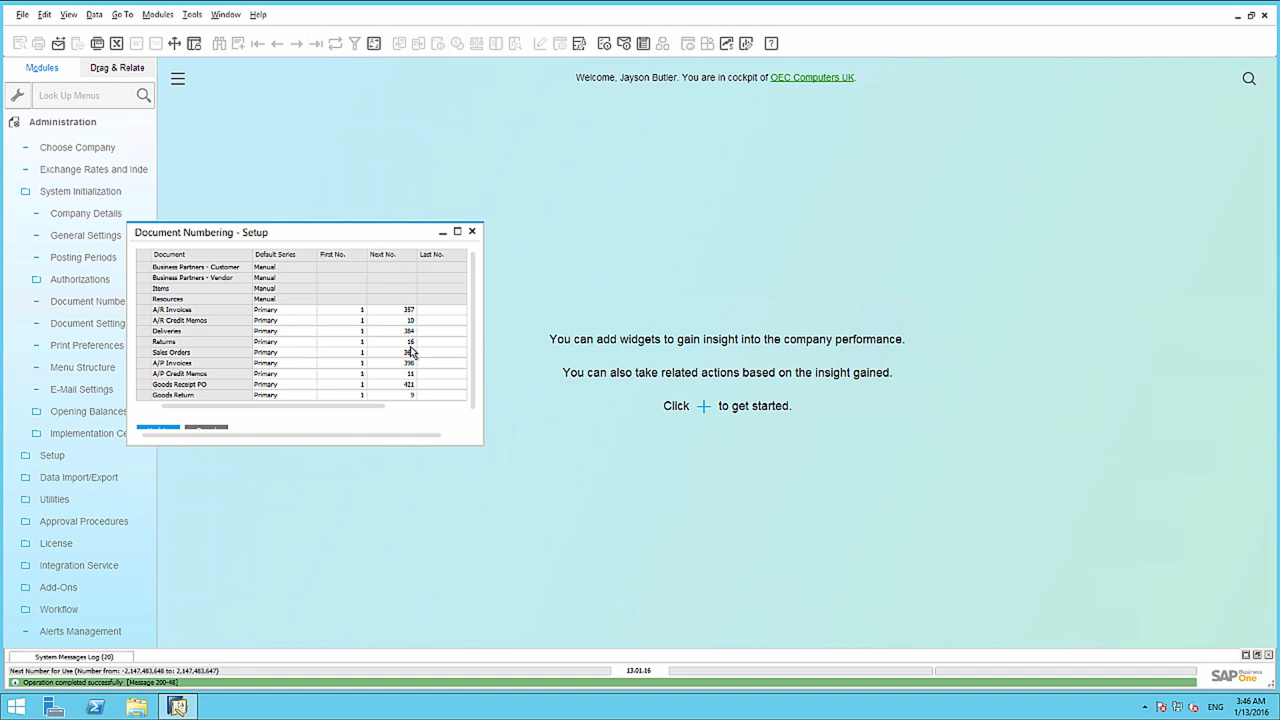 File Edit View Data Go To Modules Tools Window Help
Modules Drag & Relate
Welcome, Jayson Butler. You are in cockpit of OEC Computers UK.
Look Up Menus
Administration
Choose Company
Exchange Rates and Inde
System Initialization
Company Details
General Settings
Posting Periods
Authorizations
Document Numbe
Document Setting
Print Preferences
Menu Structure
E-Mail Settings
Opening Balances
Implementation Ce
Setup
Data Import/Export
Utilities
Approval Procedures
License
Integration Service
Add-Ons
Workflow
Alerts Management
Document Numbering - Setup
Document Default Series First No. Next No. Last No.
Business Partners - Customer Manual
Business Partners - Vendor Manual
Items Manual
Resources Manual
A/R Invoices Primary 1 357
A/R Credit Memos Primary 1 10
Deliveries Primary 1 384
Returns Primary 1 16
Sales Orders Primary 1
A/P Invoices Primary 1 398
A/P Credit Memos Primary 1 11
Goods Receipt PO Primary 1 421
Goods Return Primary 1 9
You can add widgets to gain insight into the company performance.
You can also take related actions based on the insight gained.
Click + to get started.
System Messages Log (20)
Next Number for Use (Number from: -2,147,483,648 to: 2,147,483,647)
13.01.16
Operation completed successfully [Message 200-48]
SAP Business One
ENG
3:46 AM
1/13/2016